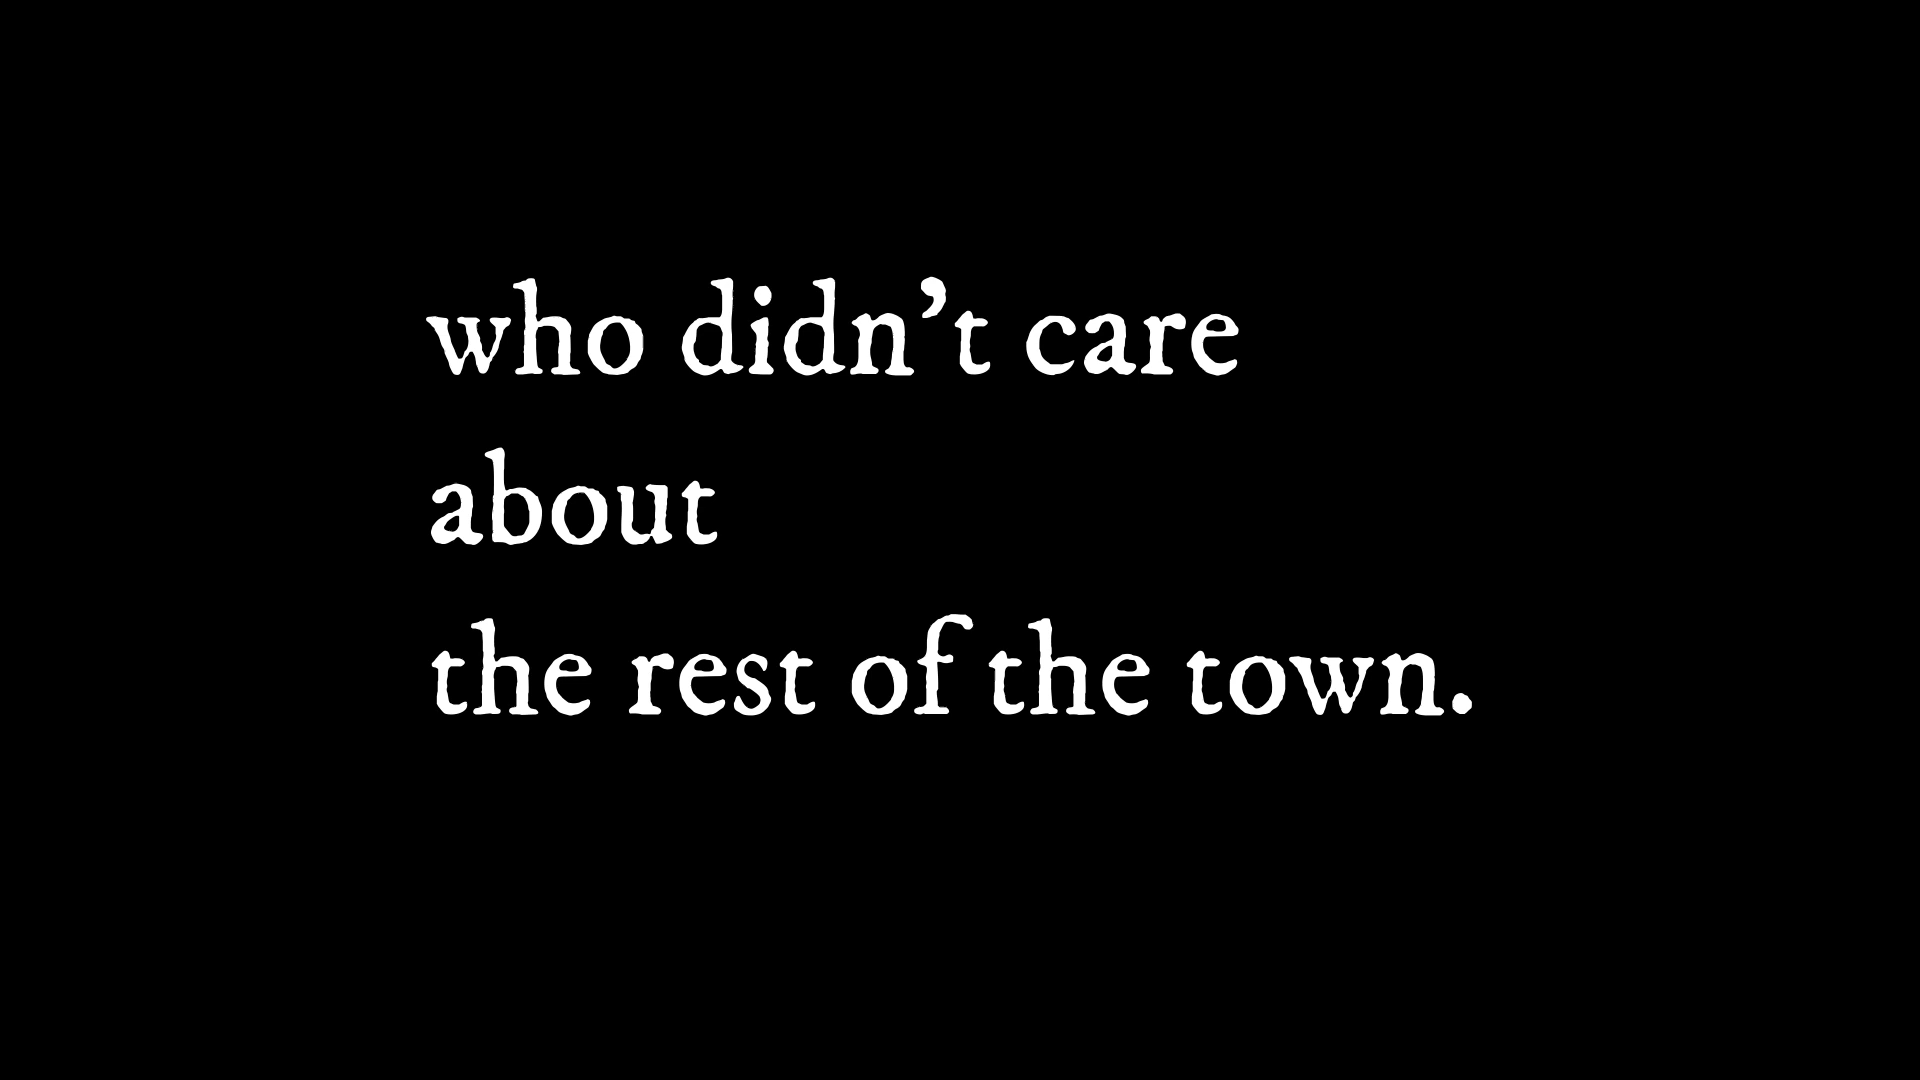 who didn’t care
about
the rest of the town.